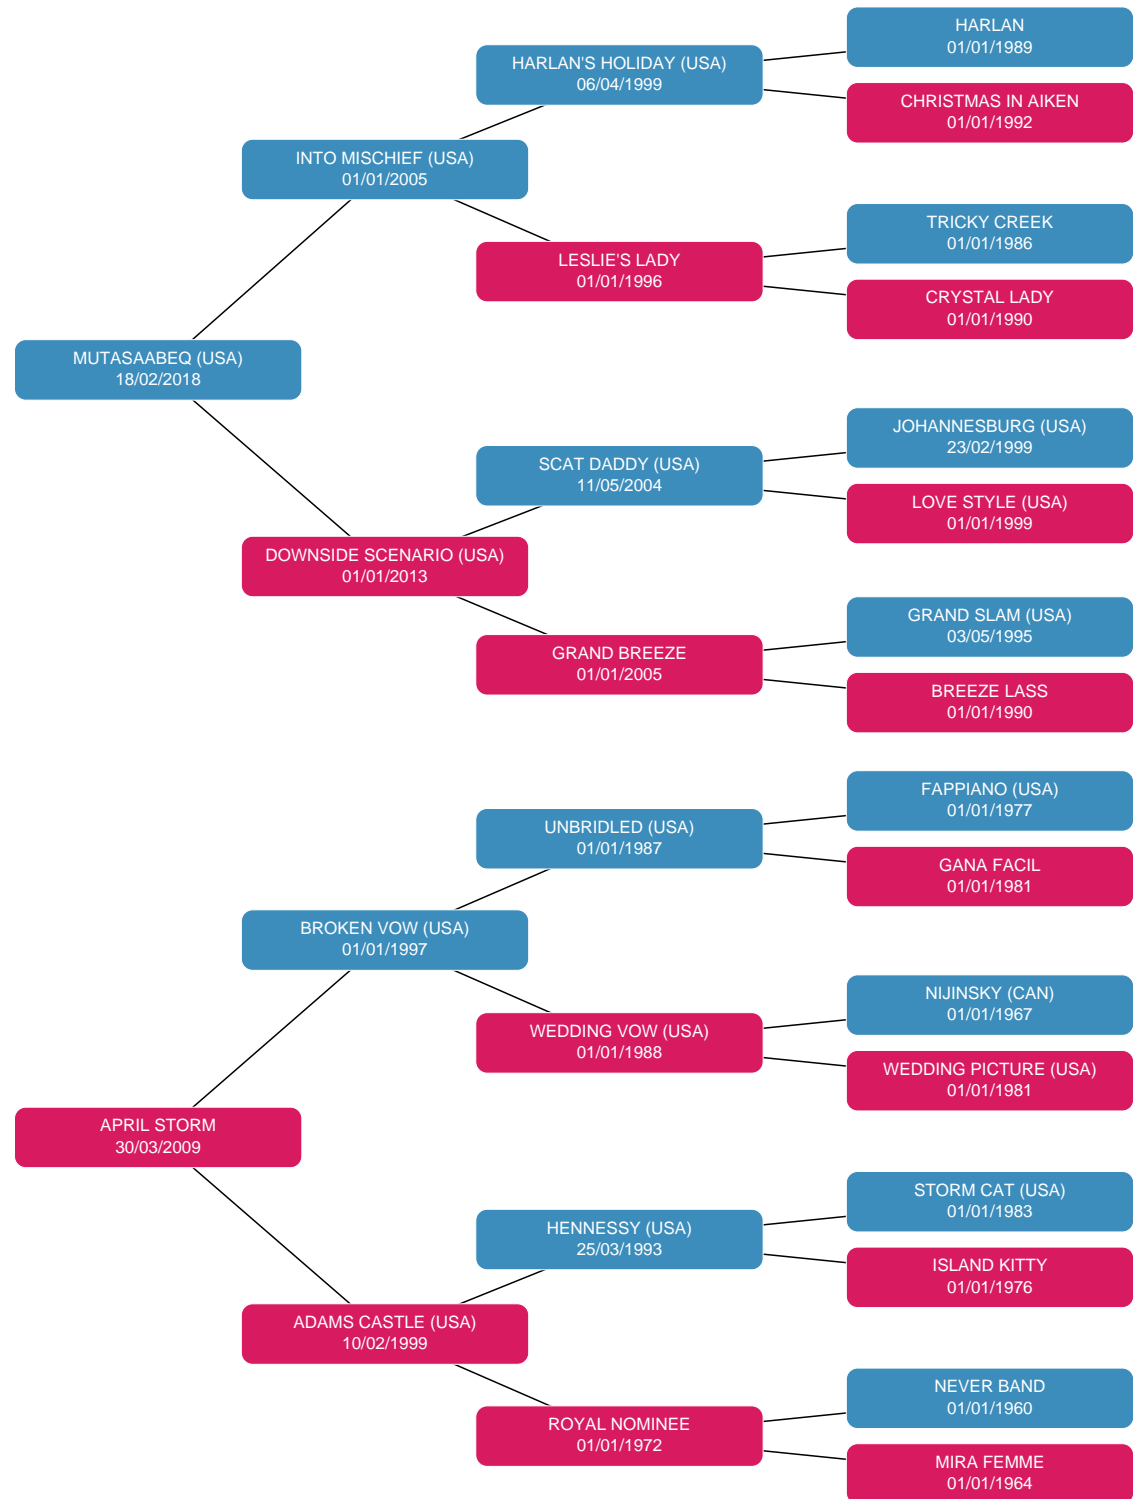 HARLAN
01/01/1989
HARLAN'S HOLIDAY (USA)
06/04/1999
CHRISTMAS IN AIKEN
01/01/1992
INTO MISCHIEF (USA)
01/01/2005
TRICKY CREEK
01/01/1986
LESLIE'S LADY
01/01/1996
CRYSTAL LADY
01/01/1990
MUTASAABEQ (USA)
18/02/2018
JOHANNESBURG (USA)
23/02/1999
SCAT DADDY (USA)
11/05/2004
LOVE STYLE (USA)
01/01/1999
DOWNSIDE SCENARIO (USA)
01/01/2013
GRAND SLAM (USA)
03/05/1995
GRAND BREEZE
01/01/2005
BREEZE LASS
01/01/1990
FAPPIANO (USA)
01/01/1977
UNBRIDLED (USA)
01/01/1987
GANA FACIL
01/01/1981
BROKEN VOW (USA)
01/01/1997
NIJINSKY (CAN)
01/01/1967
WEDDING VOW (USA)
01/01/1988
WEDDING PICTURE (USA)
01/01/1981
APRIL STORM
30/03/2009
STORM CAT (USA)
01/01/1983
HENNESSY (USA)
25/03/1993
ISLAND KITTY
01/01/1976
ADAMS CASTLE (USA)
10/02/1999
NEVER BAND
01/01/1960
ROYAL NOMINEE
01/01/1972
MIRA FEMME
01/01/1964